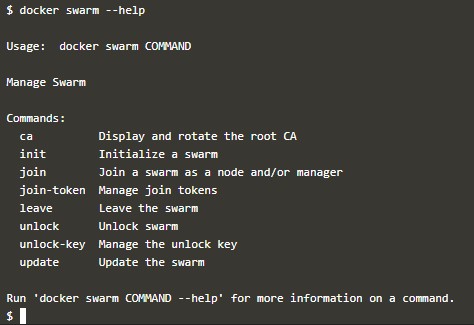 $ docker swarm --help
Usage:  docker swarm COMMAND
Manage Swarm
Commands:
  ca          Display and rotate the root CA
  init        Initialize a swarm
  join        Join a swarm as a node and/or manager
  join-token  Manage join tokens
  leave       Leave the swarm
  unlock      Unlock swarm
  unlock-key  Manage the unlock key
  update      Update the swarm
Run 'docker swarm COMMAND --help' for more information on a command.
$